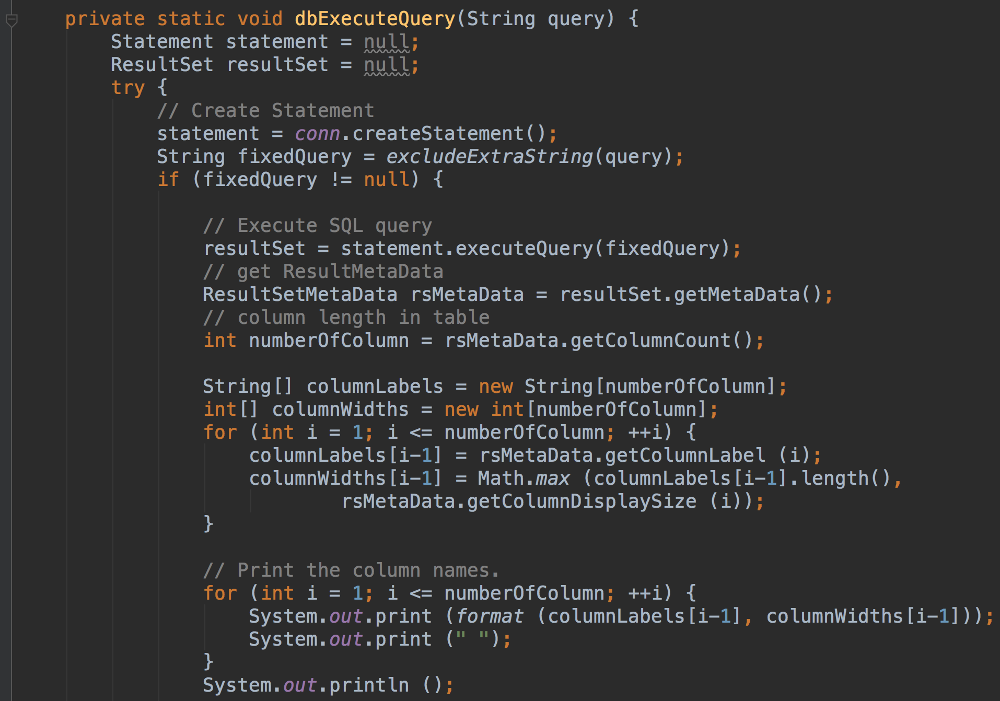 private static void dbExecuteQuery(String query) {
Statement statement = null;
ResultSet resultSet = null;
try {
// Create Statement
statement = conn.createStatement();
String fixedQuery = excludeExtraString(query);
if (fixedQuery != null) {
// Execute SQL query
resultSet = statement.executeQuery(fixedQuery);
// get ResultMetaData
ResultSetMetaData rsMetaData = resultSet.getMetaData();
// column length in table
int numberOfColumn = rsMetaData.getColumnCount();
String[] columnLabels = new String[numberOfColumn];
int[] columnWidths = new int[numberOfColumn];
for (int i = 1; i <= numberOfColumn; ++i) {
columnLabels[i-1] = rsMetaData.getColumnLabel (i);
columnWidths[i-1] = Math.max (columnLabels[i-1].length(),
rsMetaData.getColumnDisplaySize (i));
}
// Print the column names.
for (int i = 1; i <= numberOfColumn; ++i) {
System.out.print (format (columnLabels[i-1], columnWidths[i-1]));
System.out.print (" ");
}
System.out.println ();